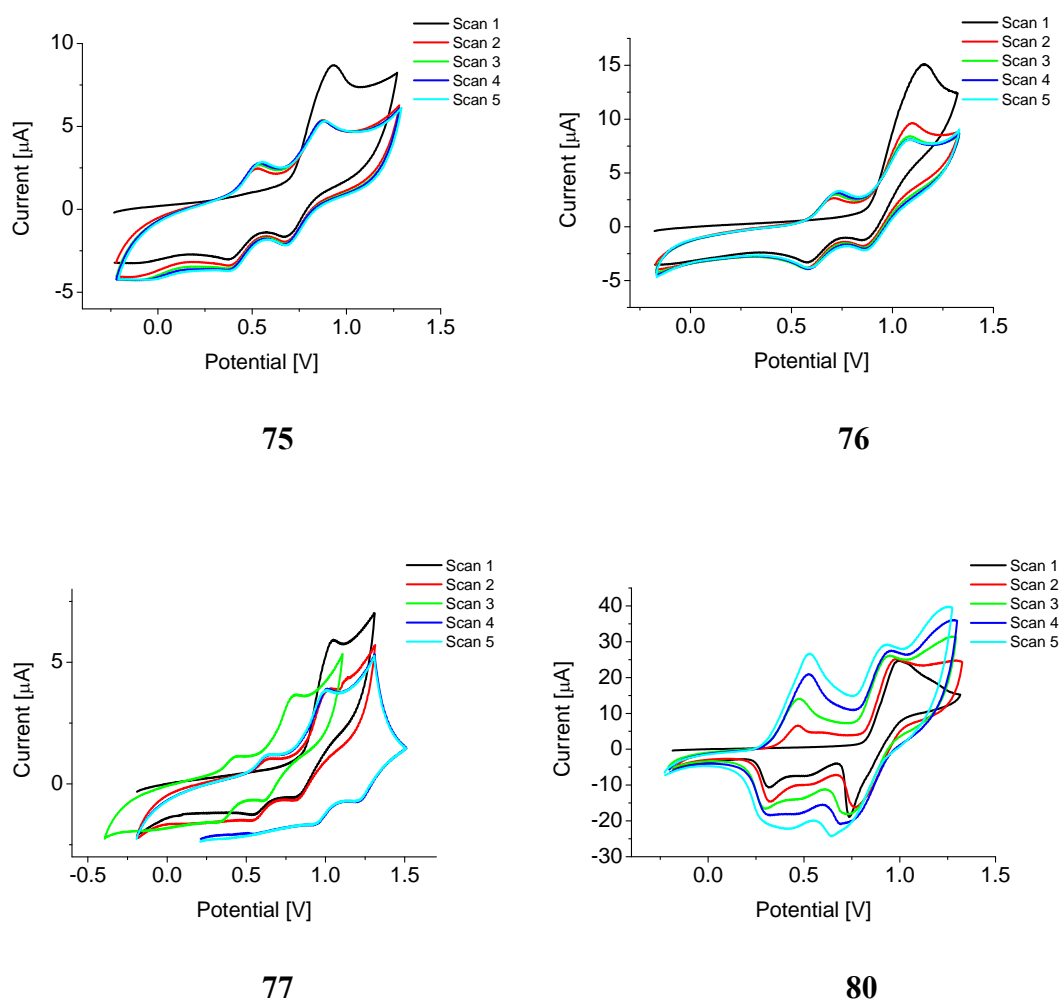 Scan 1
Scan 2
Scan 3
Scan 4
Scan 5
10
5
0
-5
0.0 0.5 1.0 1.5
Current [μA]
Potential [V]
75
Scan 1
Scan 2
Scan 3
Scan 4
Scan 5
15
10
5
0
-5
0.0 0.5 1.0 1.5
Current [μA]
Potential [V]
76
Scan 1
Scan 2
Scan 3
Scan 4
Scan 5
5
0
-0.5 0.0 0.5 1.0 1.5
Current [μA]
Potential [V]
77
Scan 1
Scan 2
Scan 3
Scan 4
Scan 5
40
30
20
10
0
-10
-20
-30
0.0 0.5 1.0 1.5
Current [μA]
Potential [V]
80